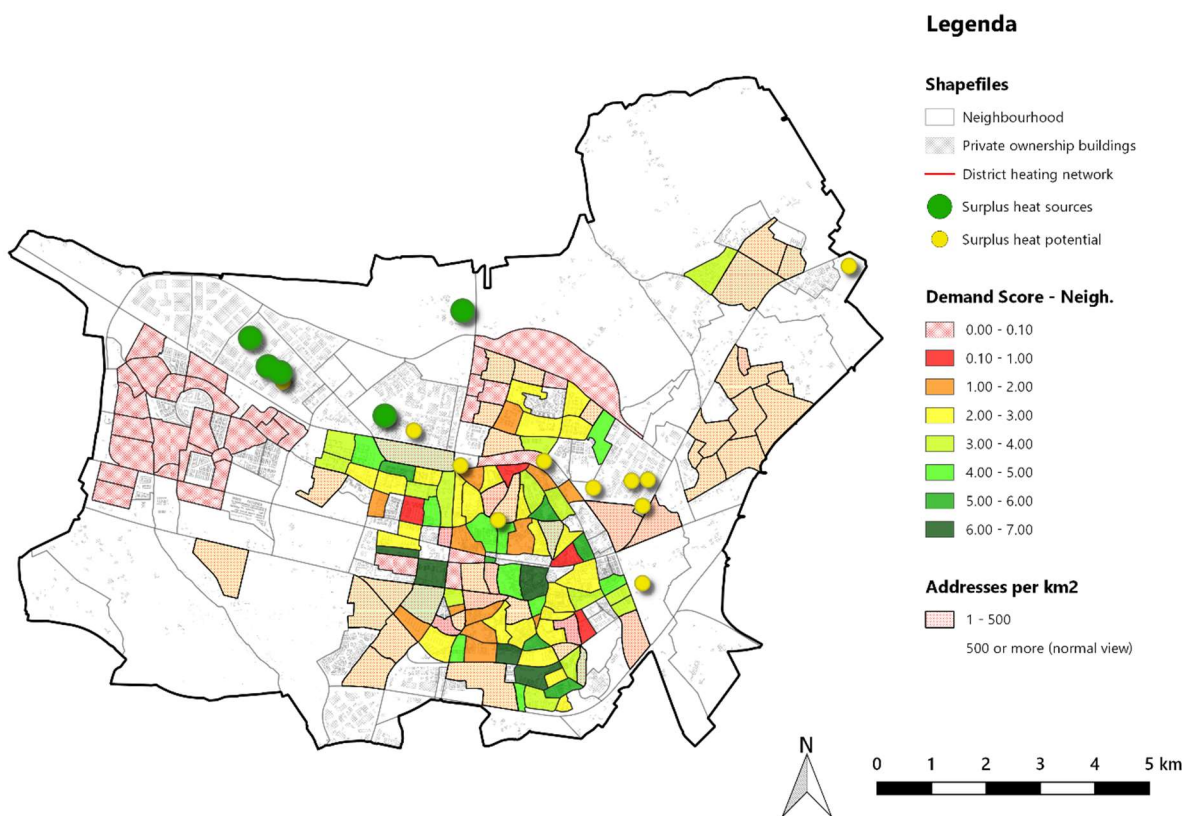 Legenda
Shapefiles
Neighbourhood
Private ownership buildings
District heating network
Surplus heat sources
Surplus heat potential
Demand Score - Neigh.
0.00 - 0.10
0.10 - 1.00
1.00 - 2.00
2.00 - 3.00
3.00 - 4.00
4.00 - 5.00
5.00 - 6.00
6.00 - 7.00
Addresses per km2
1 - 500
500 or more (normal view)
N
0 1 2 3 4 5 km